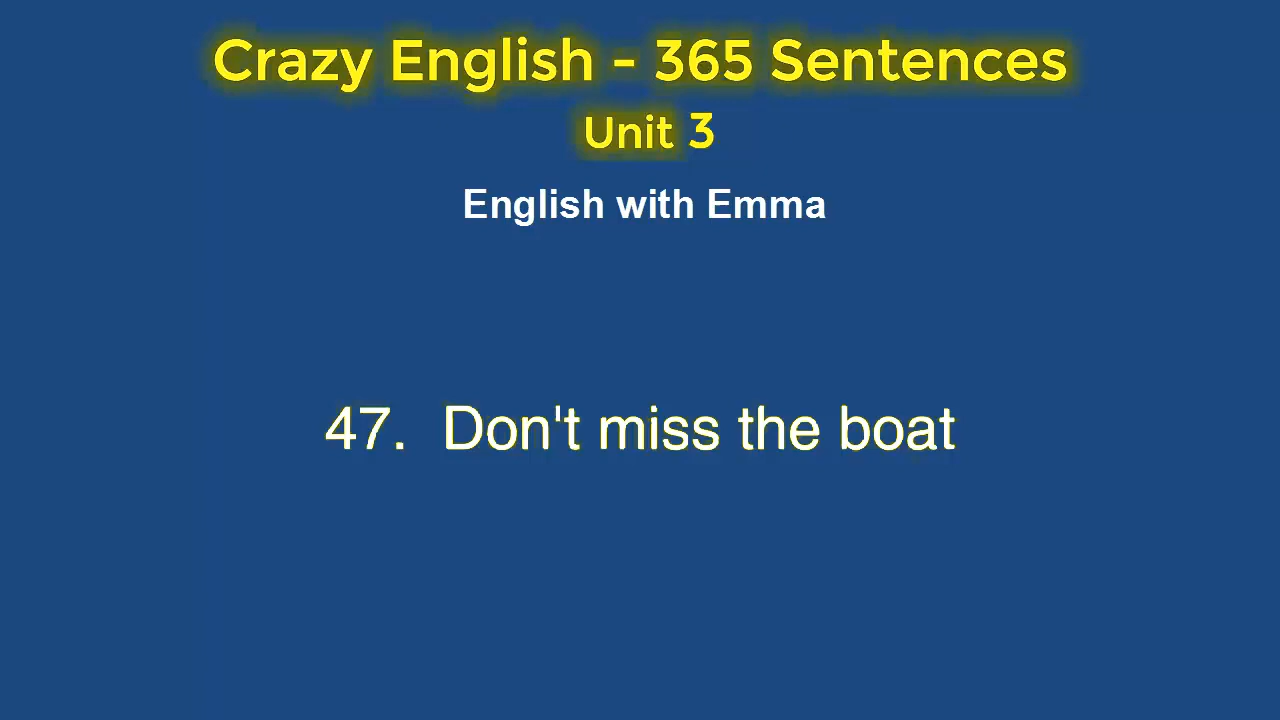 Crazy English - 365 Sentences
Unit 3
English with Emma
47. Don't miss the boat